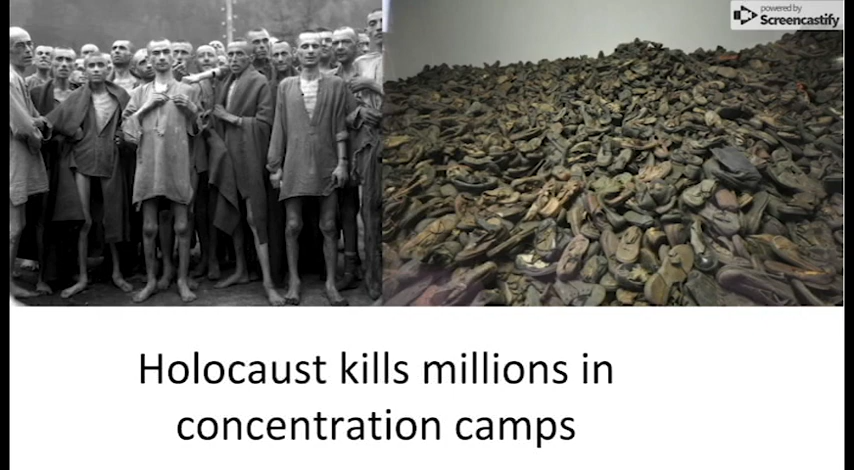 powered by
Screencastify
Holocaust kills millions in
concentration camps